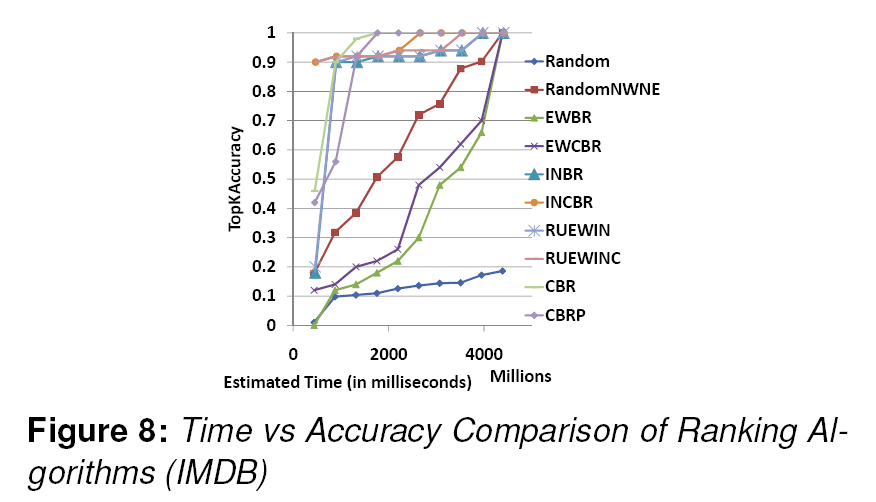 1
0.9
0.8
0.7
0.6
0.5
0.4
0.3
0.2
0.1
0
TopKAccuracy
0 2000 4000
Estimated Time (in milliseconds) Millions
Random
RandomNWNE
EWBR
EWCBR
INBR
INCBR
RUEWIN
RUEWINC
CBR
CBRP
Figure 8: Time vs Accuracy Comparison of Ranking Al-
gorithms (IMDB)